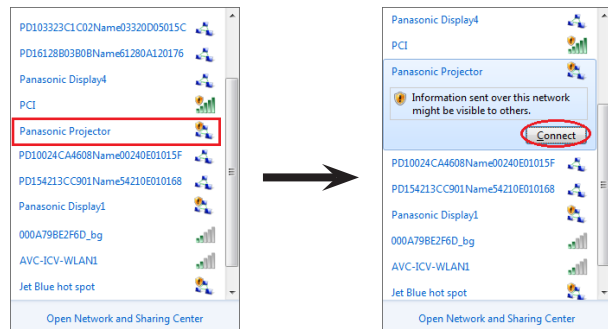 PD103323C1C02Name03320D05015C
PD16128B03B0BName61280A120176
Panasonic Display4
PCI
Panasonic Projector
PD10024CA4608Name00240E01015F
PD154213CC901Name54210E010168
Panasonic Display1
000A79BE2F6D_bg
AVC-ICV-WLAN1
Jet Blue hot spot
Open Network and Sharing Center
Panasonic Display4
PCI
Panasonic Projector
Information sent over this network
might be visible to others.
Connect
PD10024CA4608Name00240E01015F
PD154213CC901Name54210E010168
Panasonic Display1
000A79BE2F6D_bg
AVC-ICV-WLAN1
Jet Blue hot spot
Open Network and Sharing Center